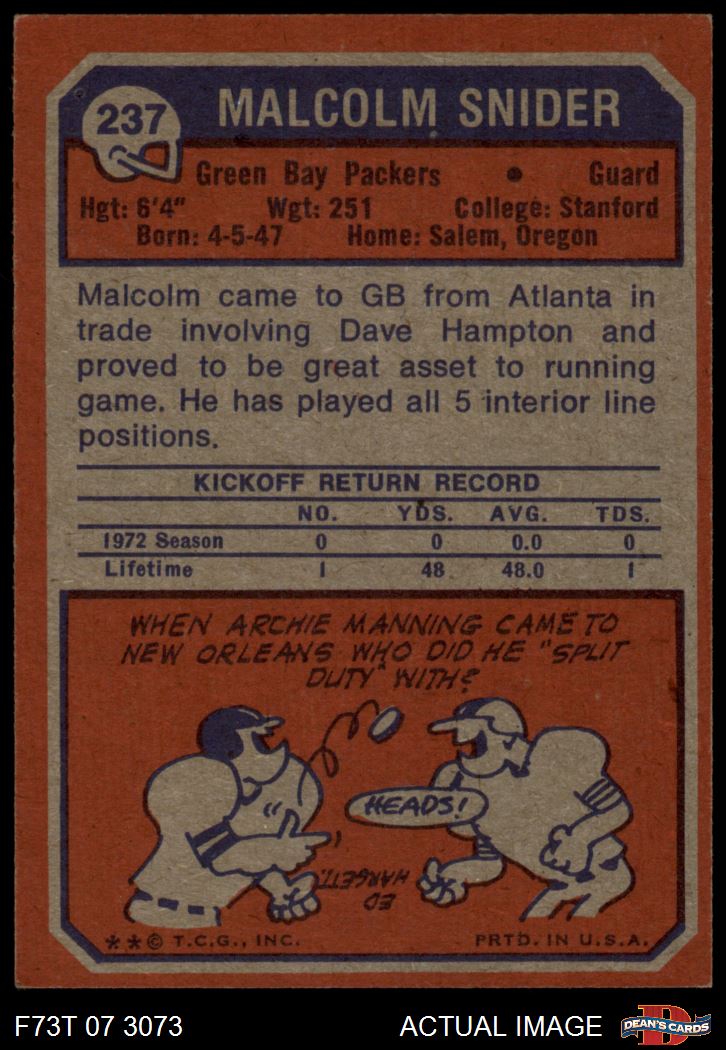 237
MALCOLM SNIDER
Green Bay Packers • Guard
Hgt: 6'4" Wgt: 251 College: Stanford
Born: 4-5-47 Home: Salem, Oregon
Malcolm came to GB from Atlanta in
trade involving Dave Hampton and
proved to be great asset to running
game. He has played all 5 interior line
positions.
KICKOFF RETURN RECORD
NO. YDS. AVG. TDS.
1972 Season 0 0 0.0 0
Lifetime 1 48 48.0 1
WHEN ARCHIE MANNING CAME TO
NEW ORLEANS WHO DID HE "SPLIT
DUTY" WITH?
HEADS!
ED
HARGETT.
**© T.C.G., INC. PRTD. IN U.S.A.
F73T 07 3073 ACTUAL IMAGE
D
DEAN'S CARDS